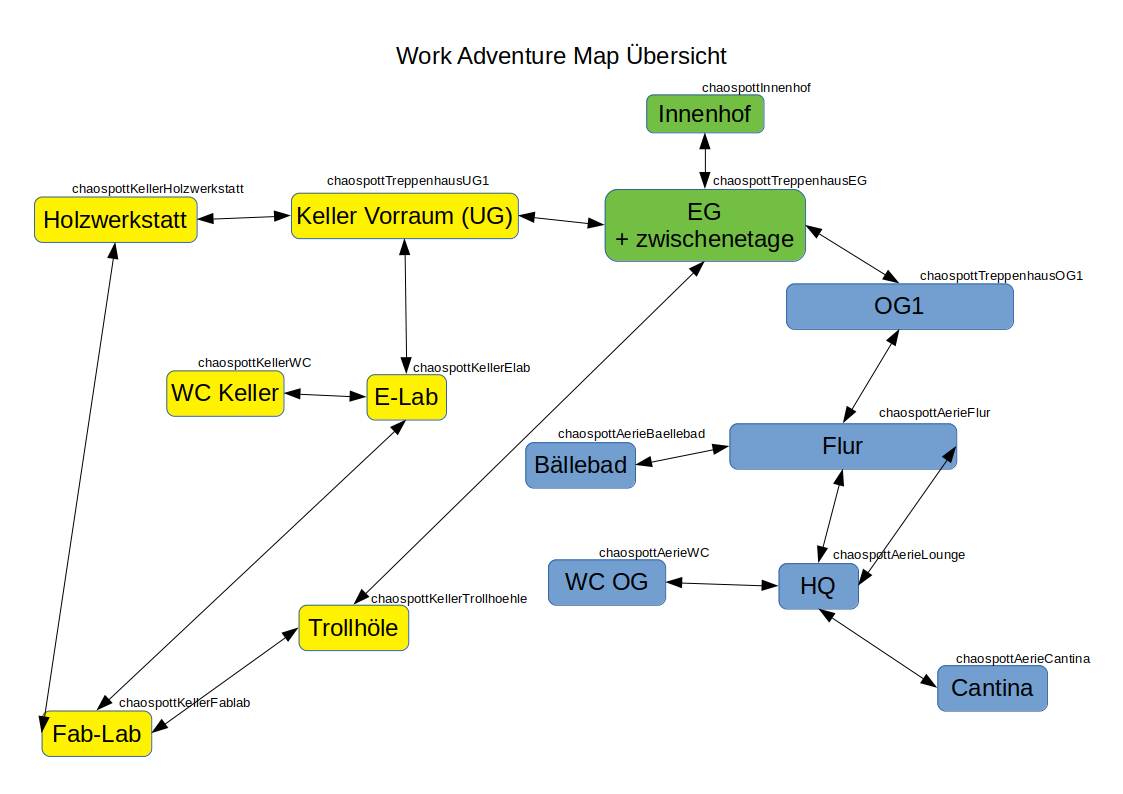 Work Adventure Map Übersicht
chaospottInnenhof
Innenhof
chaospottTreppenhausUG1
chaospottTreppenhausEG
chaospottKellerHolzwerkstatt
Holzwerkstatt
Keller Vorraum (UG)
EG
+ zwischenetage
chaospottTreppenhausOG1
OG1
chaospottKellerWC
chaospottKellerElab
WC Keller
E-Lab
chaospottAerieFlur
chaospottAerieBaellebad
Flur
Bällebad
chaospottAerieWC
chaospottAerieLounge
WC OG
HQ
chaospottKellerTrollhoehle
Trollhöle
chaospottAerieCantina
Cantina
chaospottKellerFablab
Fab-Lab